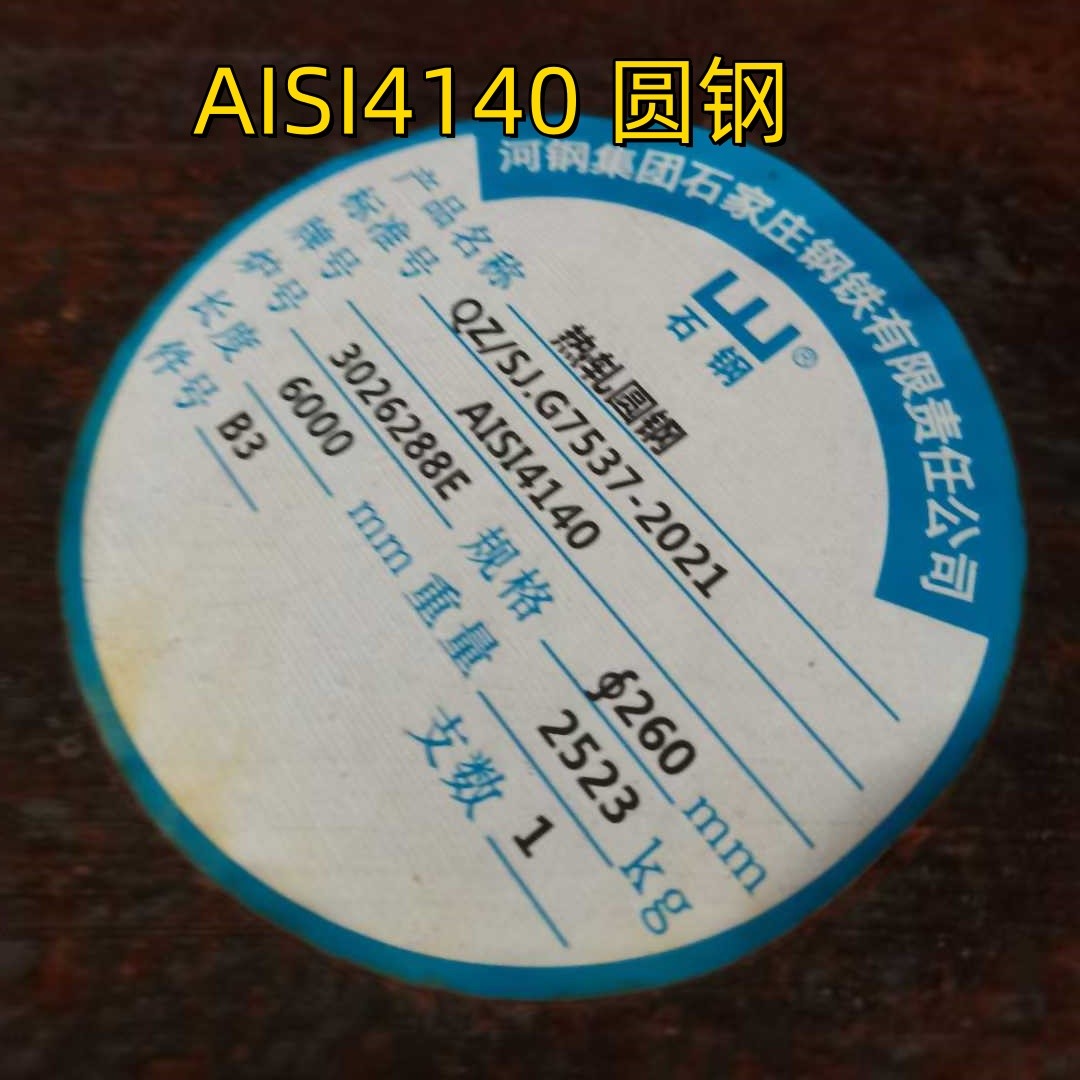 AISI4140 圆钢
河钢集团石家庄钢铁有限责任公司
®
石钢
产品名称 热轧圆钢
标准号 QZ/SJ.G7537-2021
牌号 AISI4140
炉号 3026288E 规格 ∮260 mm
长度 6000 mm 重量 2523 kg
件号 B3 支数 1